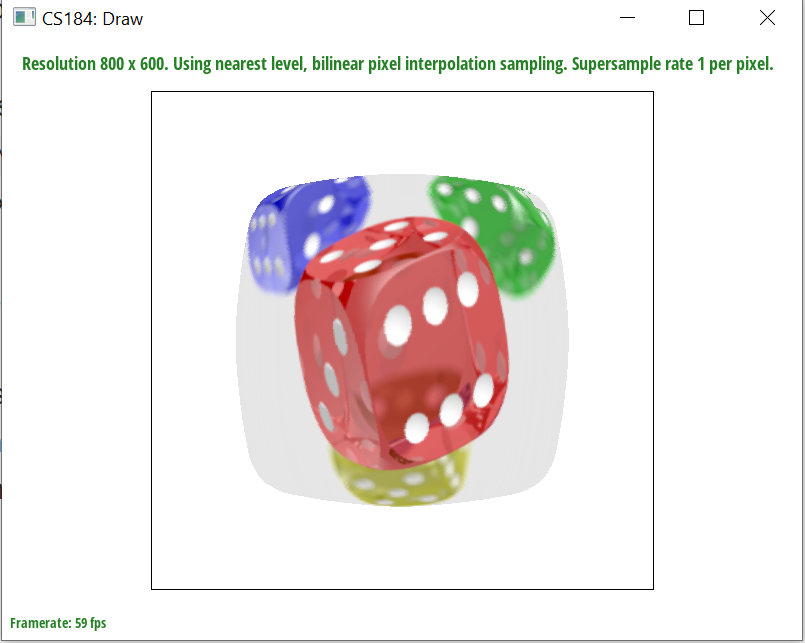 CS184: Draw
Resolution 800 x 600. Using nearest level, bilinear pixel interpolation sampling. Supersample rate 1 per pixel.
Framerate: 59 fps